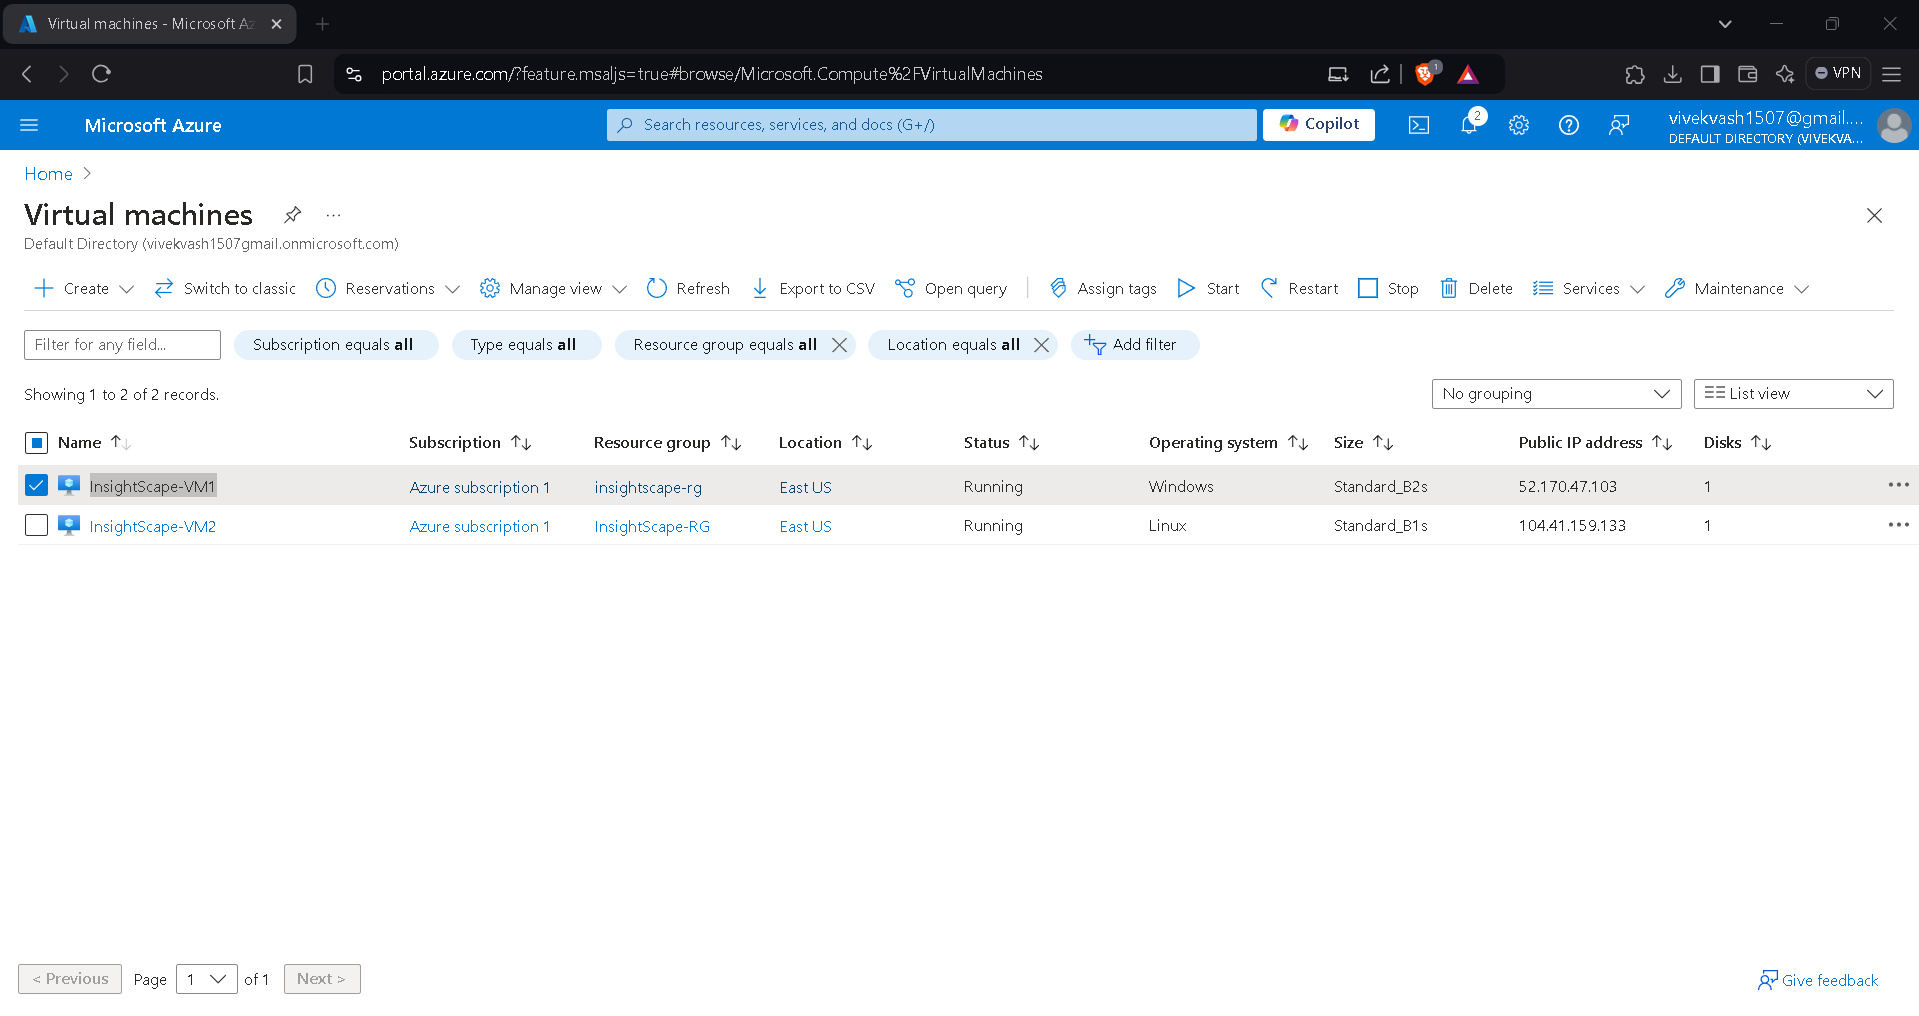 Virtual machines - Microsoft Az
portal.azure.com/?feature.msaljs=true#browse/Microsoft.Compute%2FVirtualMachines
1
VPN
Microsoft Azure
Search resources, services, and docs (G+/)
Copilot
2
vivekvash1507@gmail....
DEFAULT DIRECTORY (VIVEKVA...
Home
Virtual machines
Default Directory (vivekvash1507gmail.onmicrosoft.com)
Create Switch to classic Reservations Manage view Refresh Export to CSV Open query Assign tags Start Restart Stop Delete Services Maintenance
Filter for any field... Subscription equals all Type equals all Resource group equals all Location equals all Add filter
Showing 1 to 2 of 2 records. No grouping List view
Name Subscription Resource group Location Status Operating system Size Public IP address Disks
InsightScape-VM1 Azure subscription 1 insightscape-rg East US Running Windows Standard_B2s 52.170.47.103 1
InsightScape-VM2 Azure subscription 1 InsightScape-RG East US Running Linux Standard_B1s 104.41.159.133 1
< Previous Page 1 of 1 Next > Give feedback